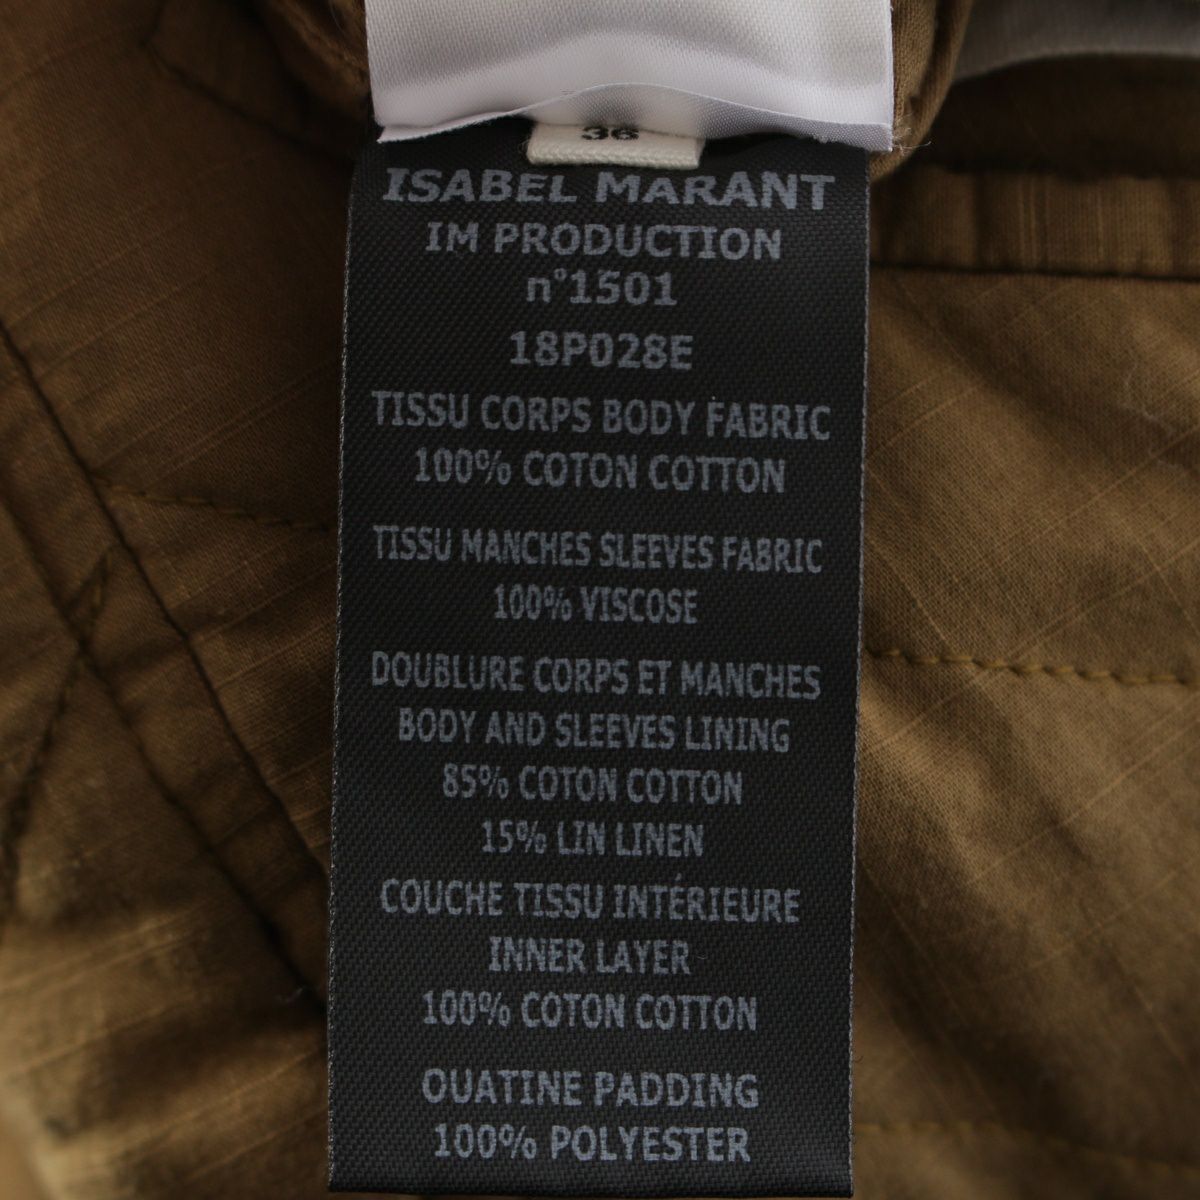 36
ISABEL MARANT
IM PRODUCTION
n°1501
18P028E
TISSU CORPS BODY FABRIC
100% COTON COTTON
TISSU MANCHES SLEEVES FABRIC
100% VISCOSE
DOUBLURE CORPS ET MANCHES
BODY AND SLEEVES LINING
85% COTON COTTON
15% LIN LINEN
COUCHE TISSU INTÉRIEURE
INNER LAYER
100% COTON COTTON
OUATINE PADDING
100% POLYESTER